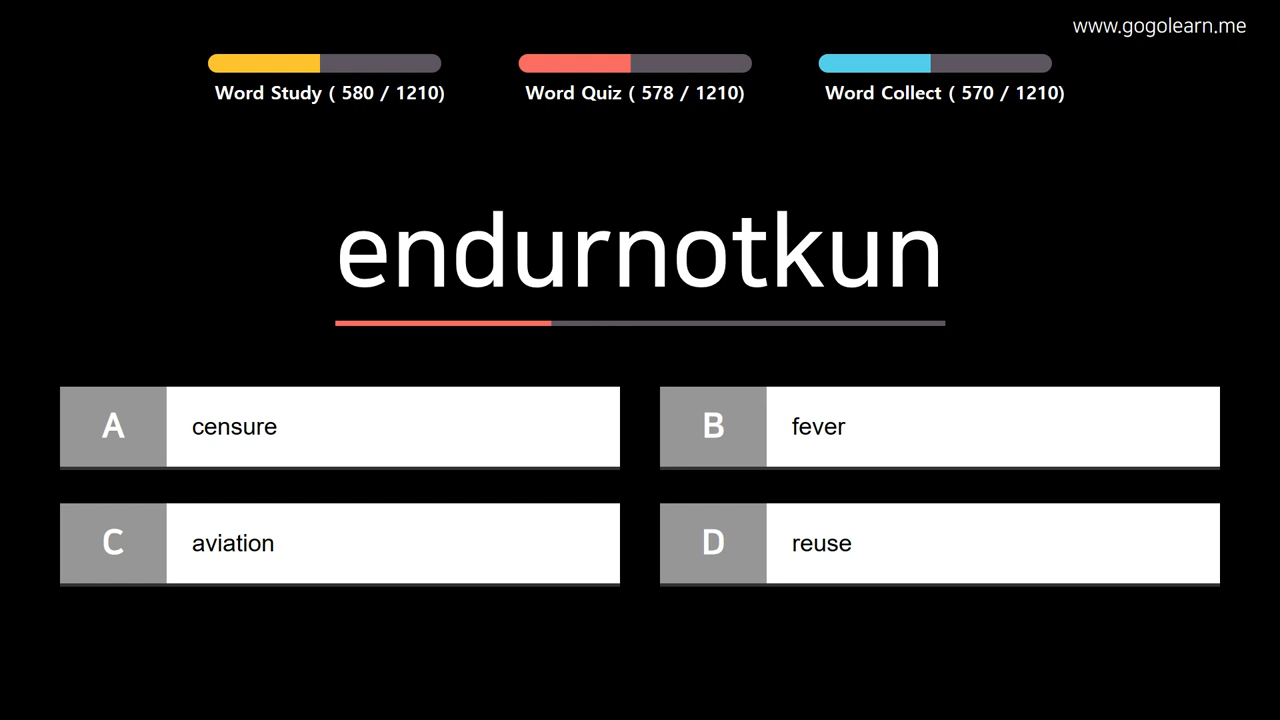 www.gogolearn.me
Word Study ( 580 / 1210)
Word Quiz ( 578 / 1210)
Word Collect ( 570 / 1210)
endurnotkun
A censure
B fever
C aviation
D reuse